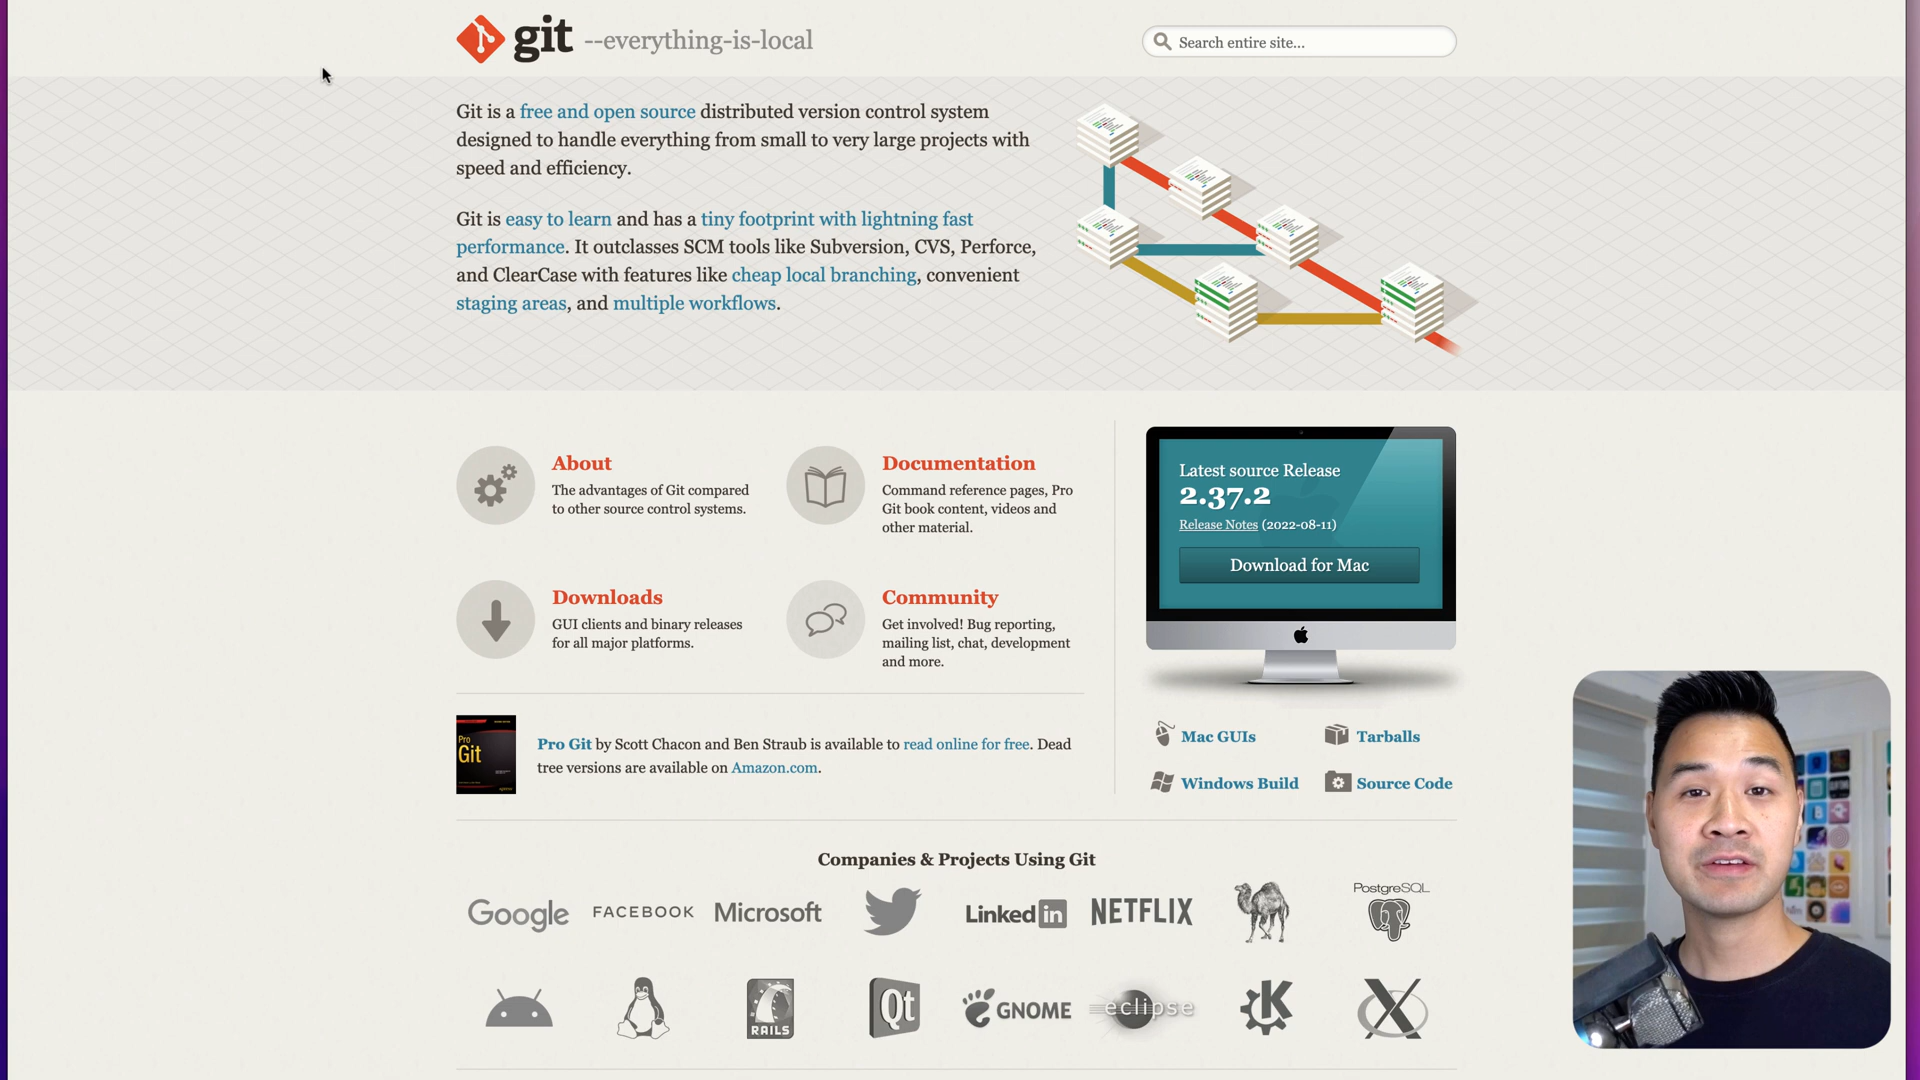 git --everything-is-local
Search entire site...
Git is a free and open source distributed version control system
designed to handle everything from small to very large projects with
speed and efficiency.
Git is easy to learn and has a tiny footprint with lightning fast
performance. It outclasses SCM tools like Subversion, CVS, Perforce,
and ClearCase with features like cheap local branching, convenient
staging areas, and multiple workflows.
About
The advantages of Git compared
to other source control systems.
Documentation
Command reference pages, Pro
Git book content, videos and
other material.
Downloads
GUI clients and binary releases
for all major platforms.
Community
Get involved! Bug reporting,
mailing list, chat, development
and more.
Latest source Release
2.37.2
Release Notes (2022-08-11)
Download for Mac
Mac GUIs
Tarballs
Windows Build
Source Code
Pro
Git
Pro Git by Scott Chacon and Ben Straub is available to read online for free. Dead
tree versions are available on Amazon.com.
Companies & Projects Using Git
Google FACEBOOK Microsoft LinkedIn NETFLIX PostgreSQL
RAILS Qt GNOME eclipse K X